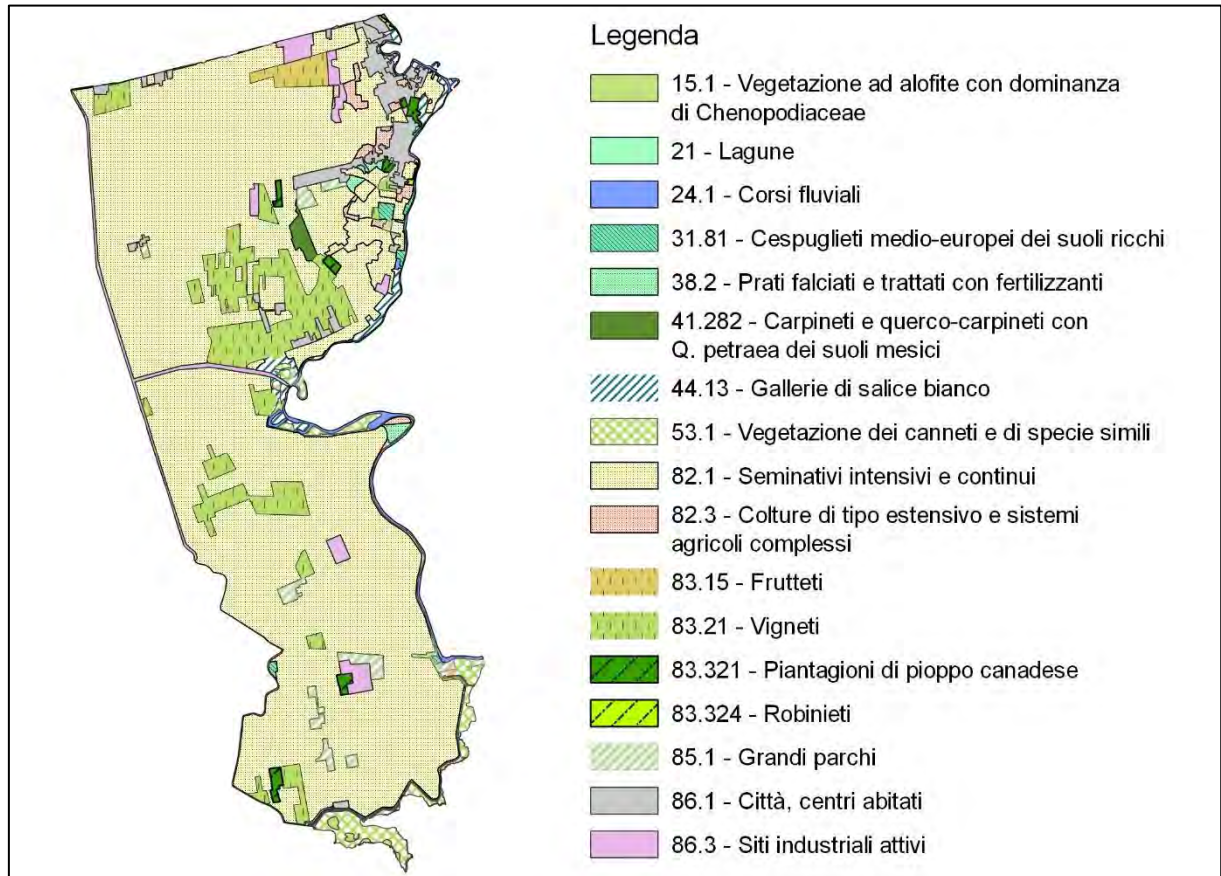 Legenda
15.1 - Vegetazione ad alofite con dominanza
di Chenopodiaceae
21 - Lagune
24.1 - Corsi fluviali
31.81 - Cespuglieti medio-europei dei suoli ricchi
38.2 - Prati falciati e trattati con fertilizzanti
41.282 - Carpineti e querco-carpineti con
Q. petraea dei suoli mesici
44.13 - Gallerie di salice bianco
53.1 - Vegetazione dei canneti e di specie simili
82.1 - Seminativi intensivi e continui
82.3 - Colture di tipo estensivo e sistemi
agricoli complessi
83.15 - Frutteti
83.21 - Vigneti
83.321 - Piantagioni di pioppo canadese
83.324 - Robinieti
85.1 - Grandi parchi
86.1 - Città, centri abitati
86.3 - Siti industriali attivi